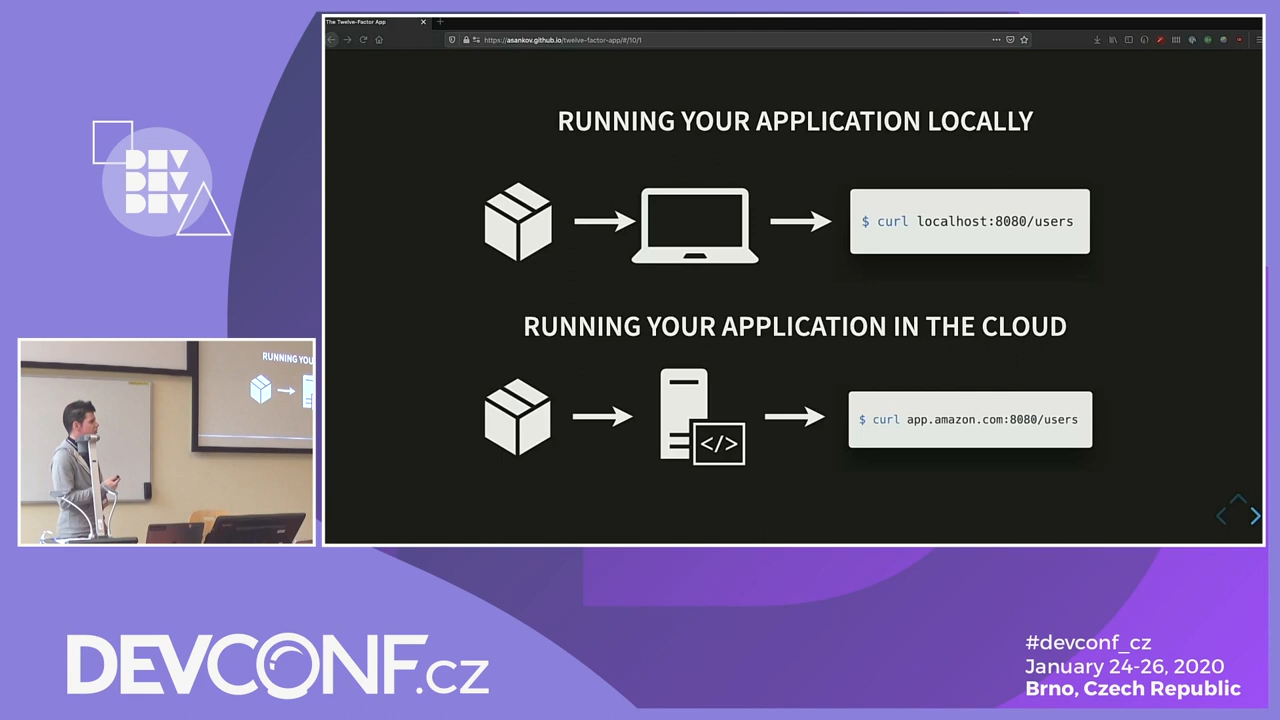 The Twelve-Factor App
https://asankov.github.io/twelve-factor-app/#/10/1
RUNNING YOUR APPLICATION LOCALLY
$ curl localhost:8080/users
RUNNING YOUR APPLICATION IN THE CLOUD
</>
$ curl app.amazon.com:8080/users
DEV
DEV
DEV
RUNNING YOU
DEVCONF.cz
#devconf_cz
January 24-26, 2020
Brno, Czech Republic